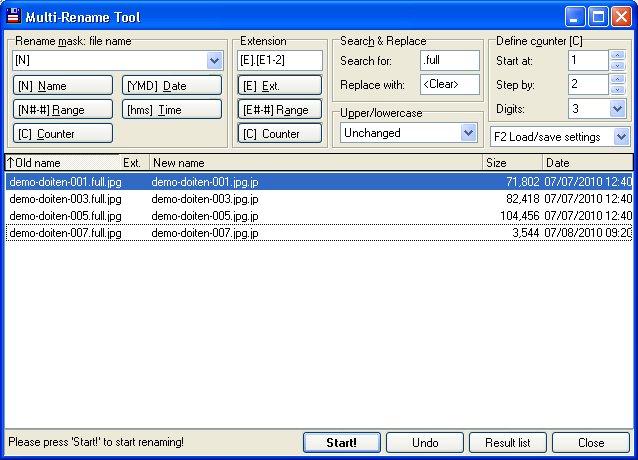 Multi-Rename Tool
Rename mask: file name
[N]
[N] Name
[YMD] Date
[N#-#] Range
[hms] Time
[C] Counter
Extension
[E].[E1-2]
[E] Ext.
[E#-#] Range
[C] Counter
Search & Replace
Search for:
.full
Replace with:
<Clear>
Upper/lowercase
Unchanged
Define counter [C]
Start at:
1
Step by:
2
Digits:
3
F2 Load/save settings
↑Old name Ext. New name Size Date
demo-doiten-001.full.jpg demo-doiten-001.jpg.jp 71,802 07/07/2010 12:40
demo-doiten-003.full.jpg demo-doiten-003.jpg.jp 82,418 07/07/2010 12:40
demo-doiten-005.full.jpg demo-doiten-005.jpg.jp 104,456 07/07/2010 12:40
demo-doiten-007.full.jpg demo-doiten-007.jpg.jp 3,544 07/08/2010 09:20
Please press 'Start!' to start renaming!
Start!
Undo
Result list
Close